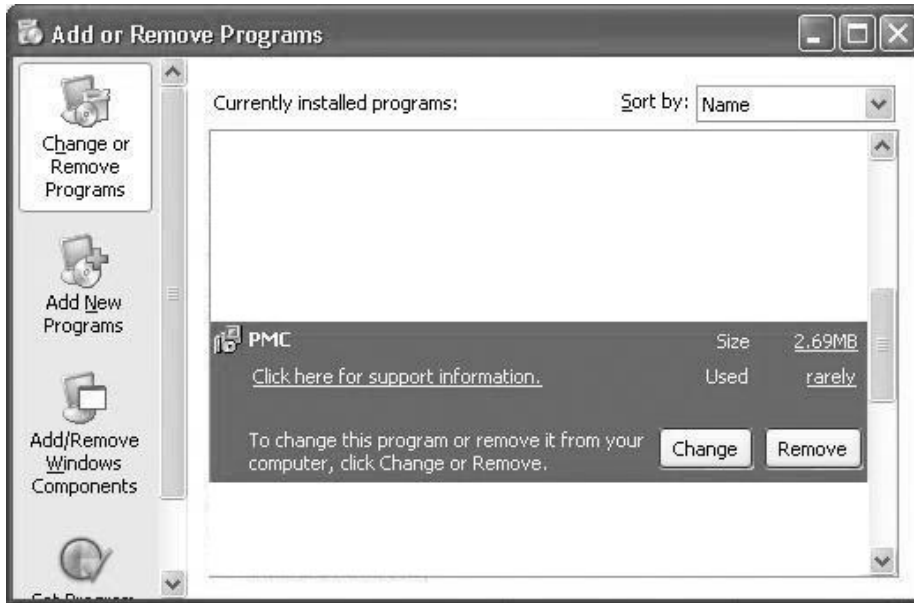 Add or Remove Programs
Currently installed programs:
Sort by: Name
Change or
Remove
Programs
Add New
Programs
Add/Remove
Windows
Components
PMC
Size 2.69MB
Click here for support information.
Used rarely
To change this program or remove it from your
computer, click Change or Remove.
Change
Remove